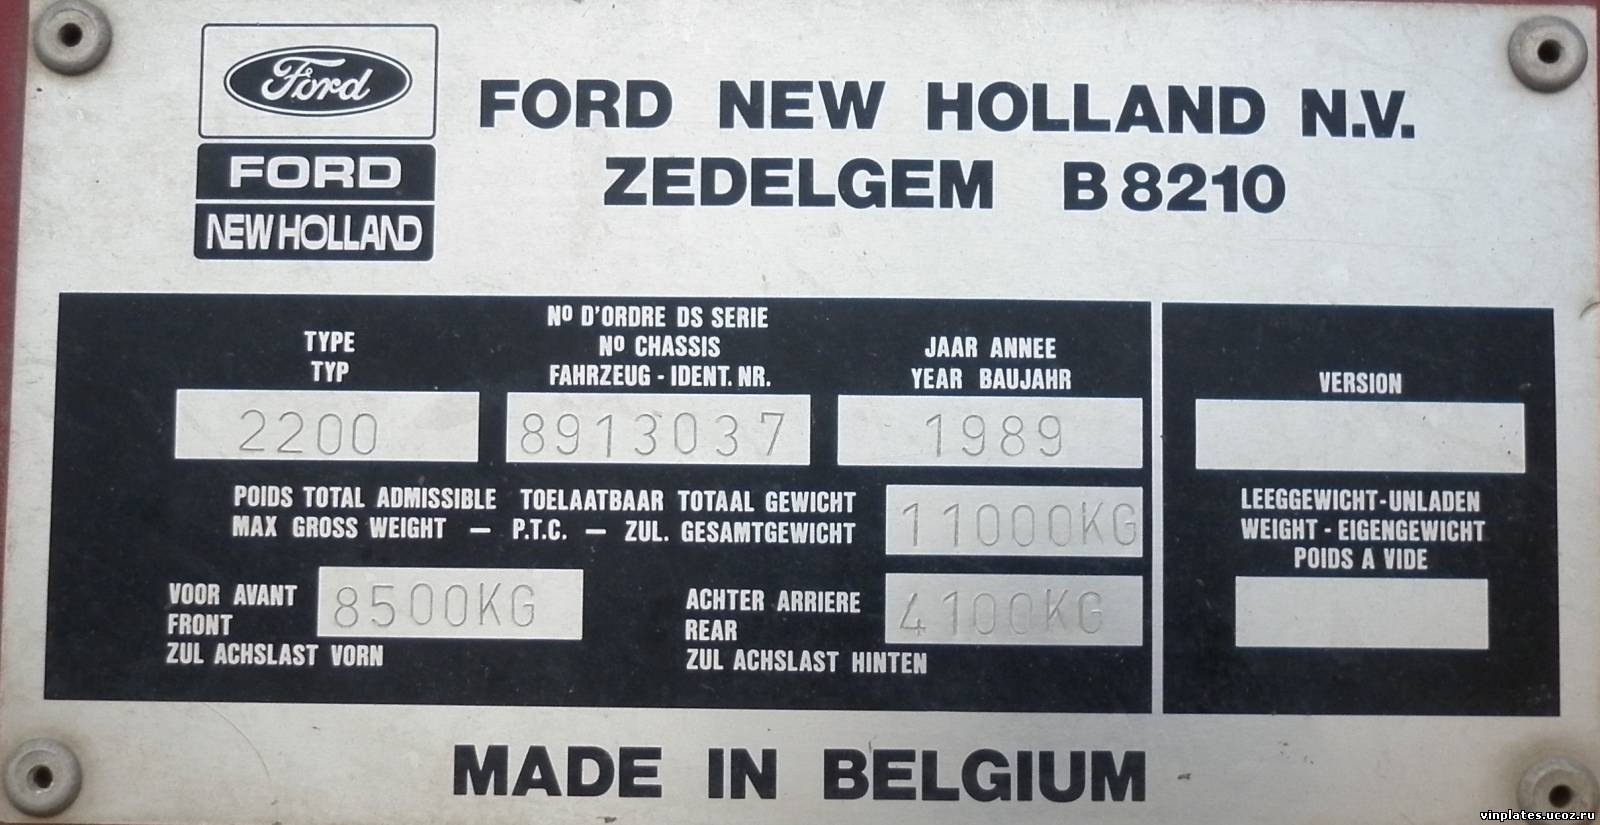 Ford
FORD
NEW HOLLAND
FORD NEW HOLLAND N.V.
ZEDELGEM B 8210
TYPE
TYP
2200
Nº D'ORDRE DS SERIE
Nº CHASSIS
FAHRZEUG - IDENT. NR.
8913037
JAAR ANNEE
YEAR BAUJAHR
1989
VERSION
POIDS TOTAL ADMISSIBLE TOELAATBAAR TOTAAL GEWICHT
MAX GROSS WEIGHT — P.T.C. — ZUL. GESAMTGEWICHT
11000KG
LEEGGEWICHT-UNLADEN
WEIGHT - EIGENGEWICHT
POIDS A VIDE
VOOR AVANT
FRONT
ZUL ACHSLAST VORN
8500KG
ACHTER ARRIERE
REAR
ZUL ACHSLAST HINTEN
4100KG
MADE IN BELGIUM
vinplates.ucoz.ru